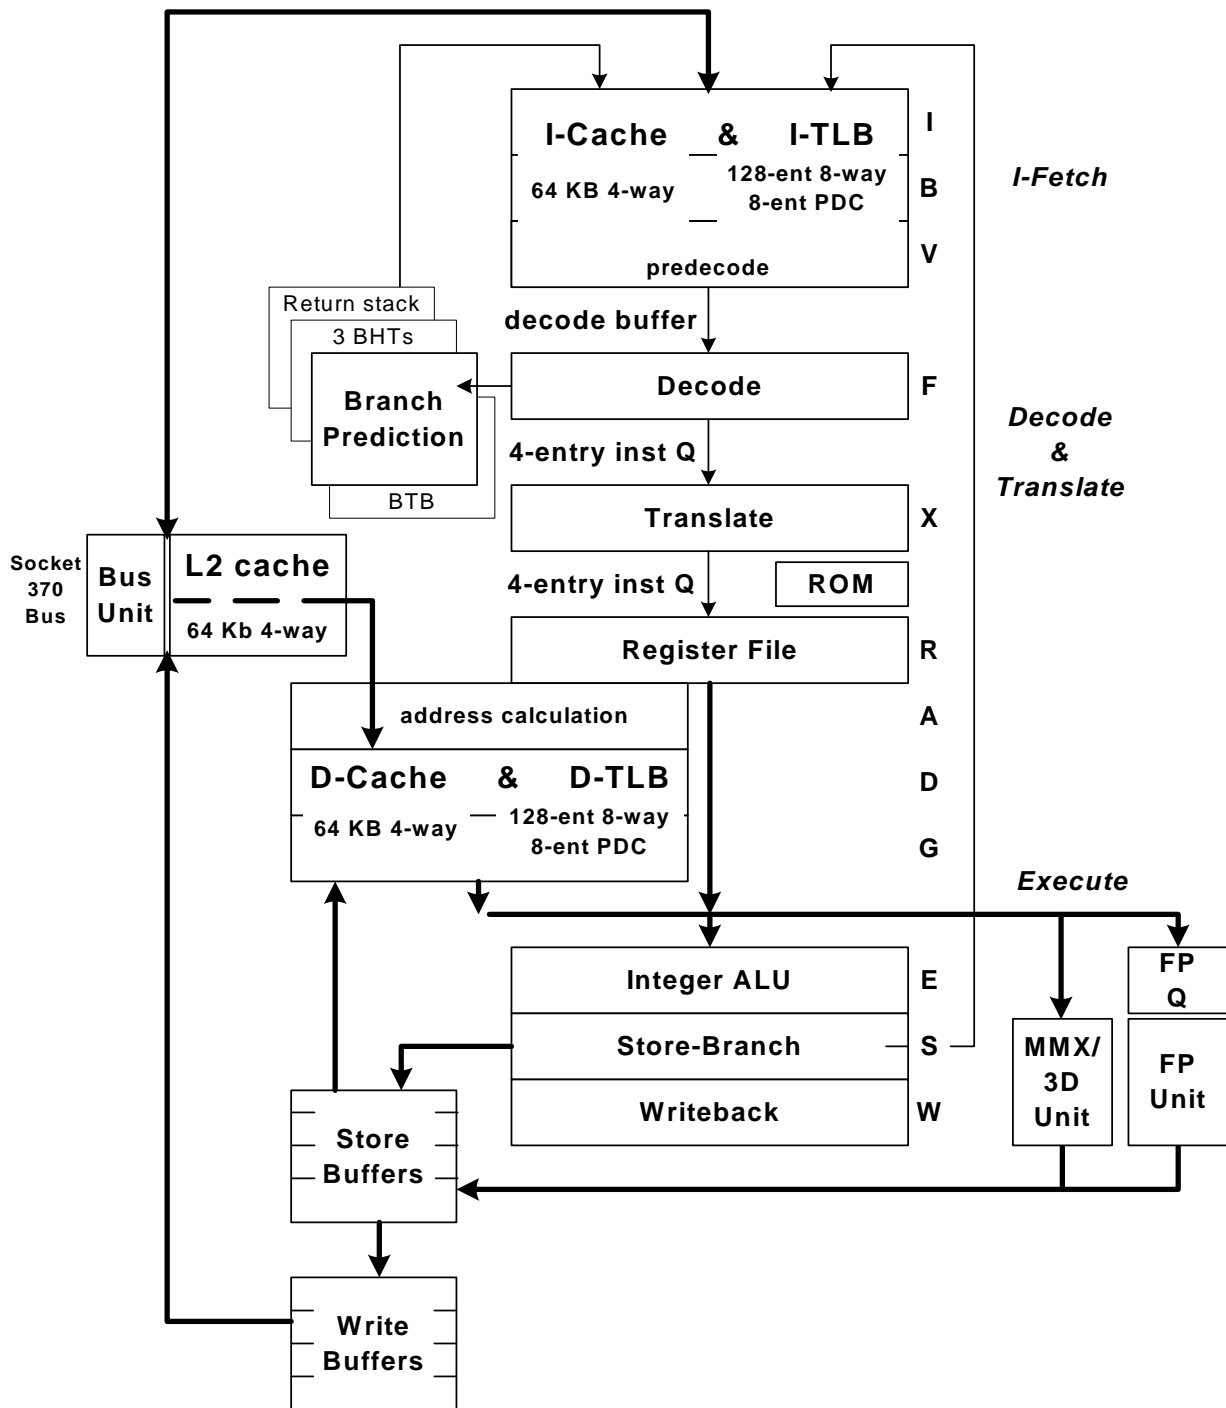 I-Cache & I-TLB
I
64 KB 4-way
128-ent 8-way
8-ent PDC
B
I-Fetch
V
predecode
Return stack
decode buffer
3 BHTs
Decode
F
Branch
Prediction
BTB
4-entry inst Q
Decode
&
Translate
Translate
X
Socket
370
Bus
Bus
Unit
L2 cache
64 Kb 4-way
4-entry inst Q
ROM
Register File
R
address calculation
A
D-Cache & D-TLB
D
64 KB 4-way
128-ent 8-way
8-ent PDC
G
Execute
Integer ALU
E
FP
Q
Store-Branch
S
MMX/
3D
Unit
FP
Unit
Writeback
W
Store
Buffers
Write
Buffers